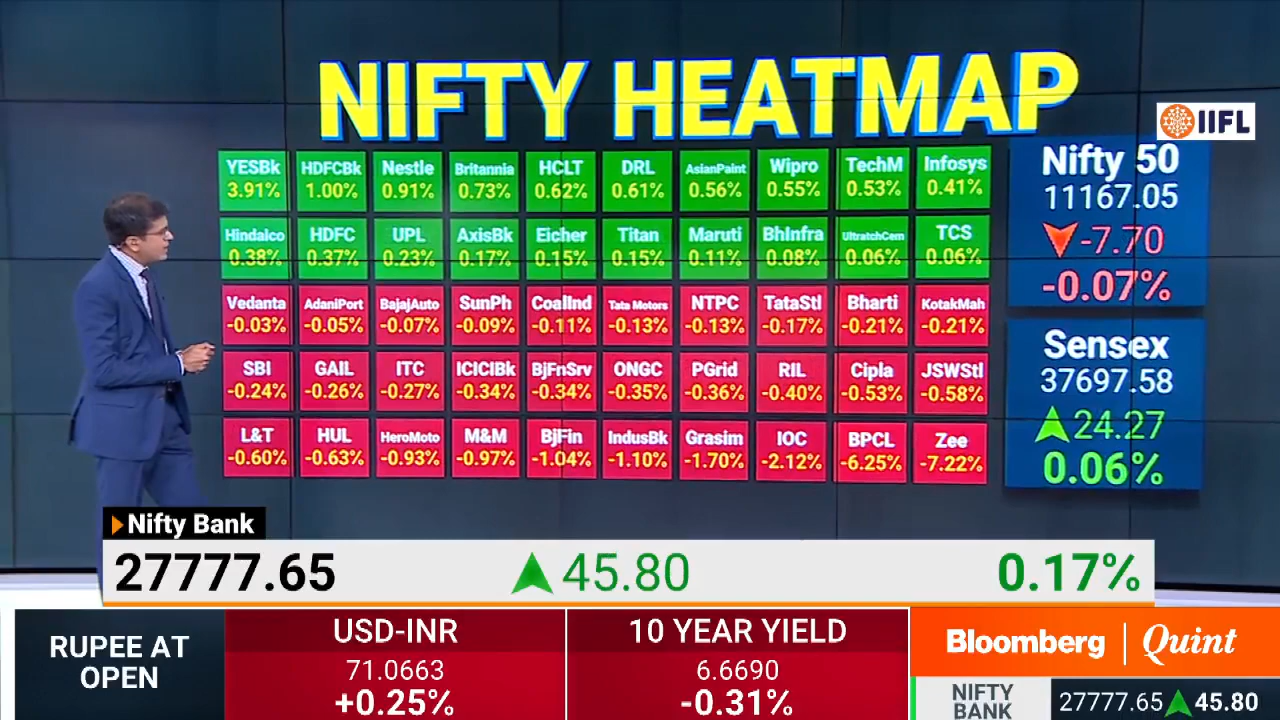 NIFTY HEATMAP
IIFL
YESBk HDFCBk Nestle Britannia HCLT DRL AsianPaint Wipro TechM Infosys
3.91% 1.00% 0.91% 0.73% 0.62% 0.61% 0.56% 0.55% 0.53% 0.41%
Hindalco HDFC UPL AxisBk Eicher Titan Maruti BhInfra UltratchCem TCS
0.38% 0.37% 0.23% 0.17% 0.15% 0.15% 0.11% 0.08% 0.06% 0.06%
Vedanta AdaniPort BajajAuto SunPh CoalInd Tata Motors NTPC TataStl Bharti KotakMah
-0.03% -0.05% -0.07% -0.09% -0.11% -0.13% -0.13% -0.17% -0.21% -0.21%
SBI GAIL ITC ICICIBk BjFnSrv ONGC PGrid RIL Cipla JSWStl
-0.24% -0.26% -0.27% -0.34% -0.34% -0.35% -0.36% -0.40% -0.53% -0.58%
L&T HUL HeroMoto M&M BjFin IndusBk Grasim IOC BPCL Zee
-0.60% -0.63% -0.93% -0.97% -1.04% -1.10% -1.70% -2.12% -6.25% -7.22%
Nifty 50
11167.05
-7.70
-0.07%
Sensex
37697.58
24.27
0.06%
Nifty Bank
27777.65 45.80 0.17%
RUPEE AT
OPEN
USD-INR
71.0663
+0.25%
10 YEAR YIELD
6.6690
-0.31%
Bloomberg | Quint
NIFTY
BANK
27777.65 45.80